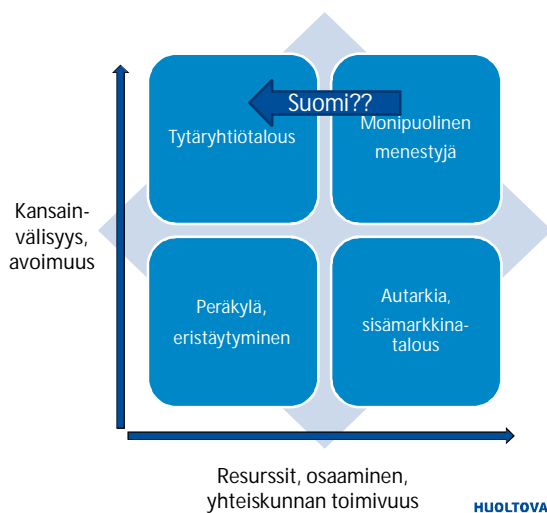 Suomi??
Tytäryhtiötalous
Monipuolinen
menestyjä
Kansain-
välisyys,
avoimuus
Peräkylä,
eristäytyminen
Autarkia,
sisämarkkina-
talous
Resurssit, osaaminen,
yhteiskunnan toimivuus
HUOLTOVA